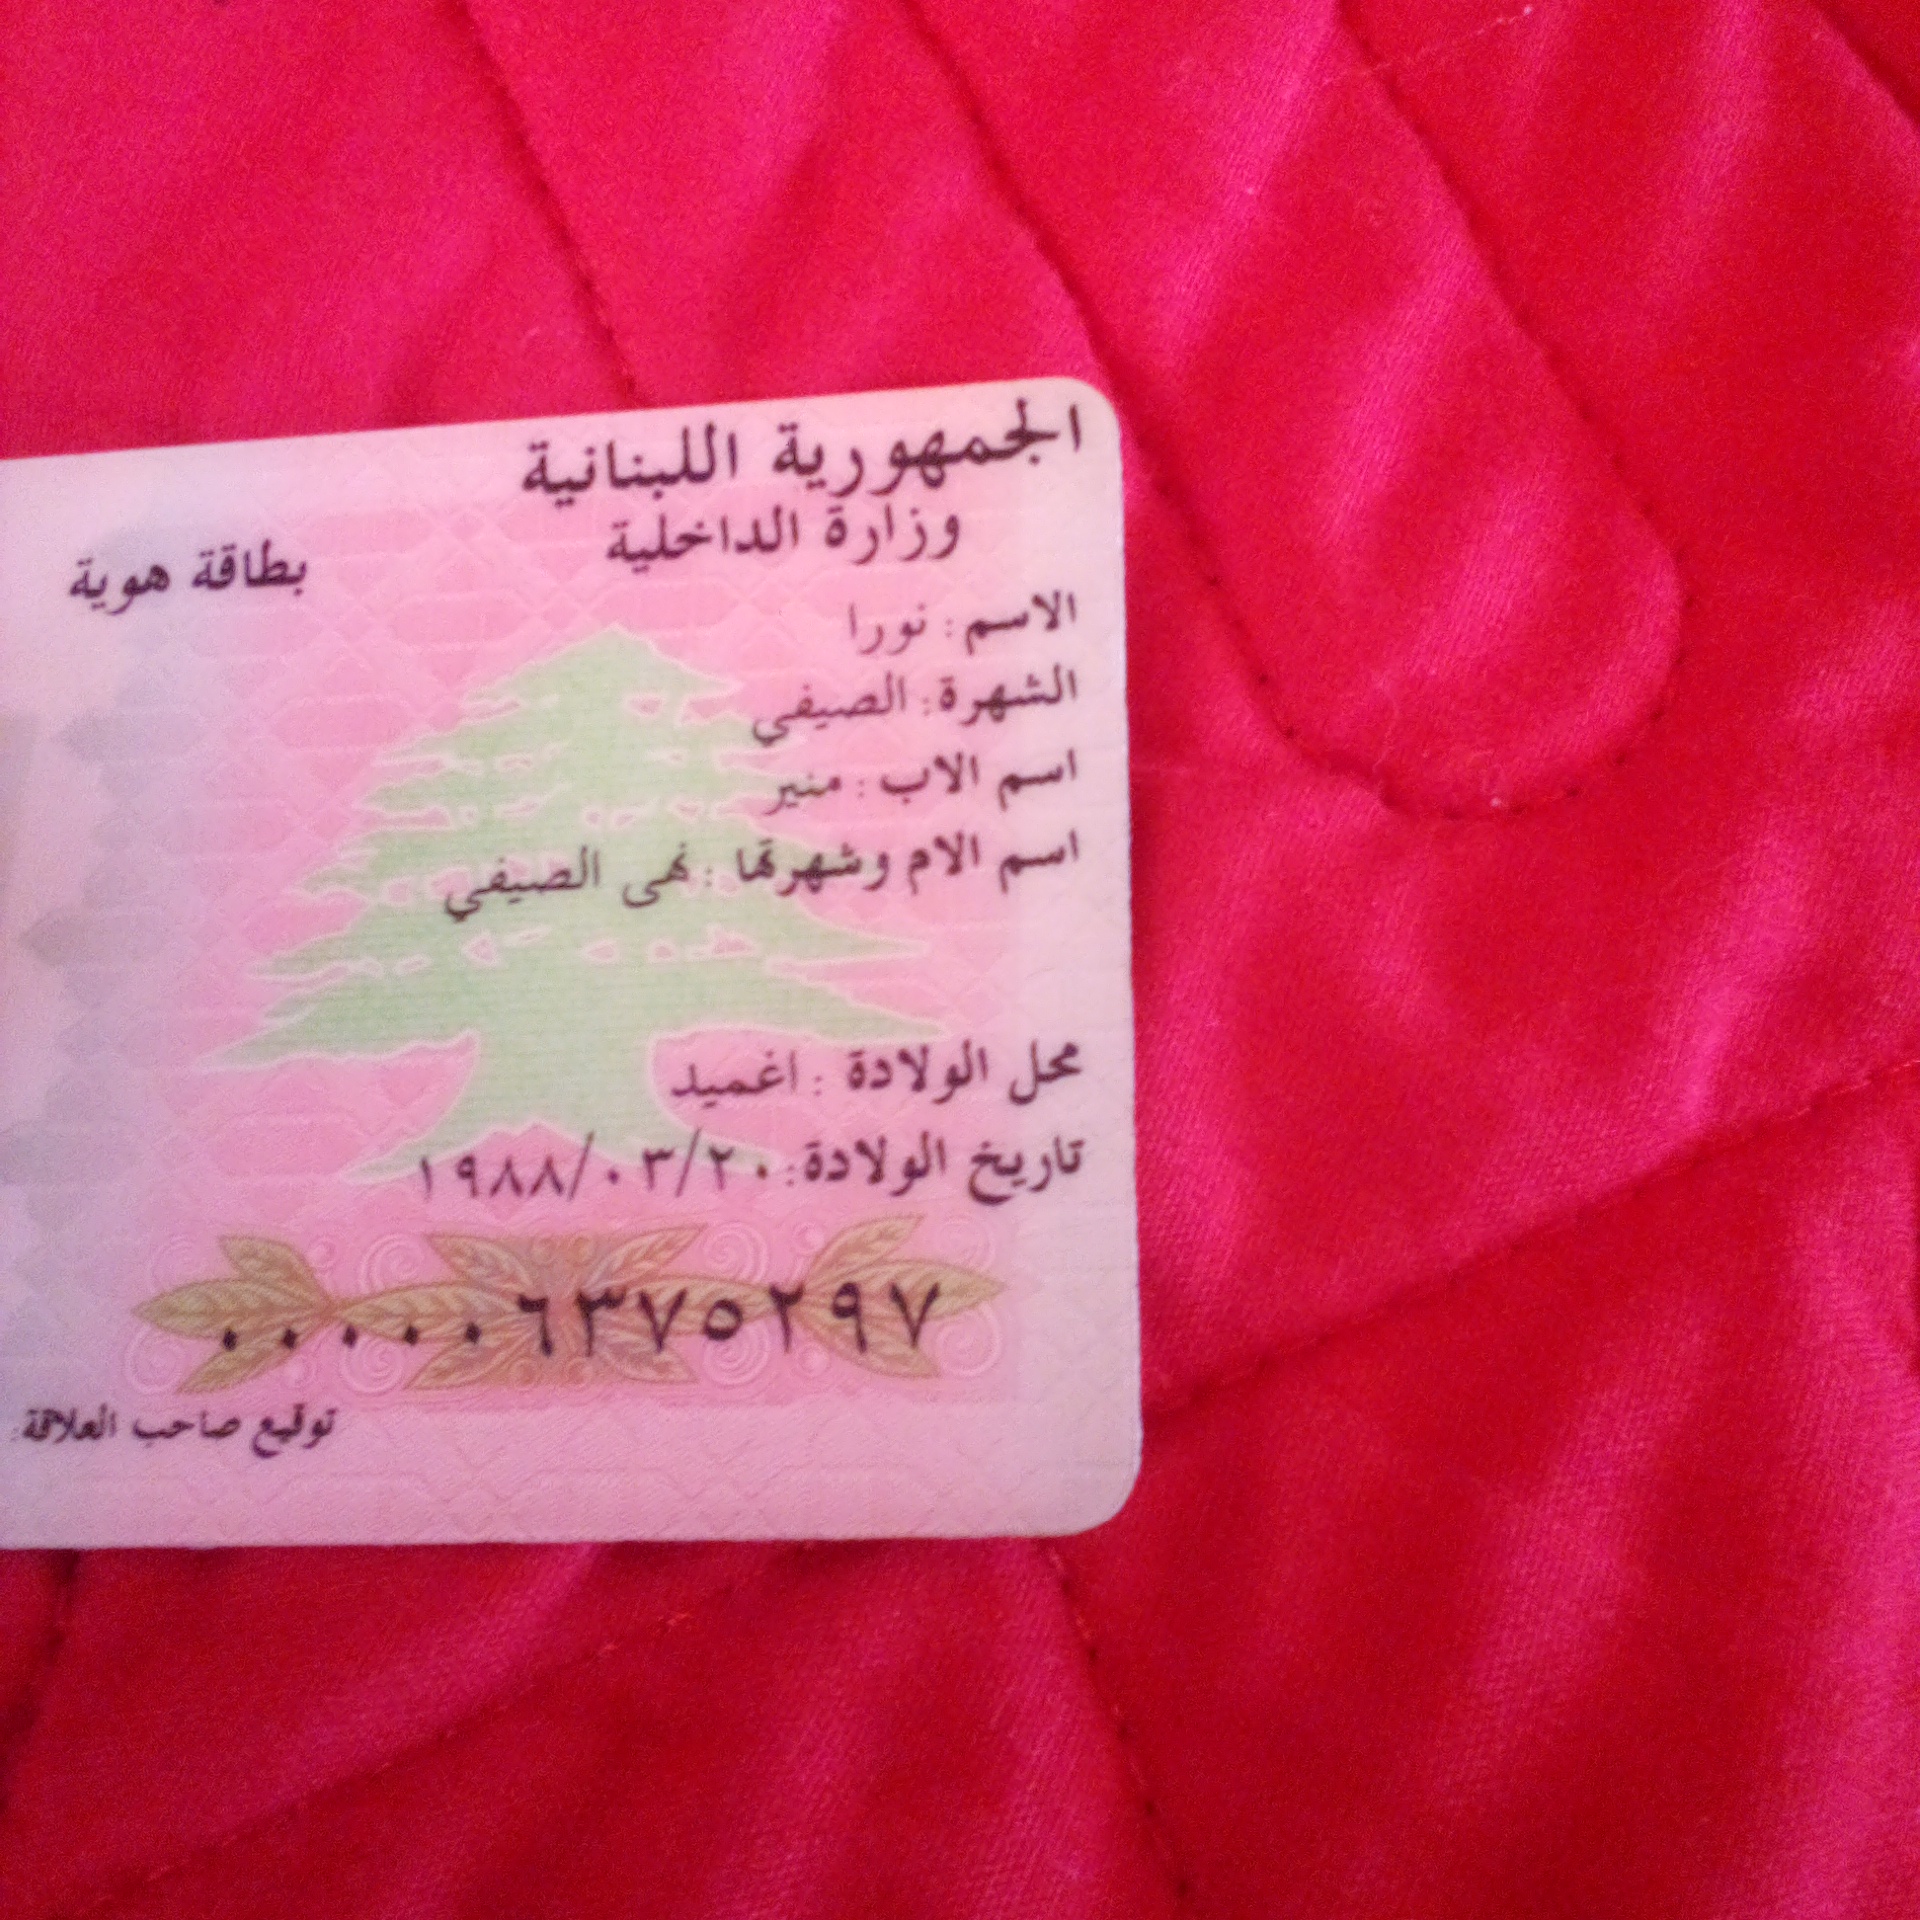 الجمهورية اللبنانية
وزارة الداخلية
بطاقة هوية
الاسم : نورا
الشهرة : الصيفي
اسم الاب : منير
اسم الام وشهرتها : نهى الصيفي
محل الولادة : اغميد
تاريخ الولادة : ٢٠/٠٣/١٩٨٨
٠٠٠٠٠٦٣٧٥٢٩٧
توقيع صاحب العلاقة :